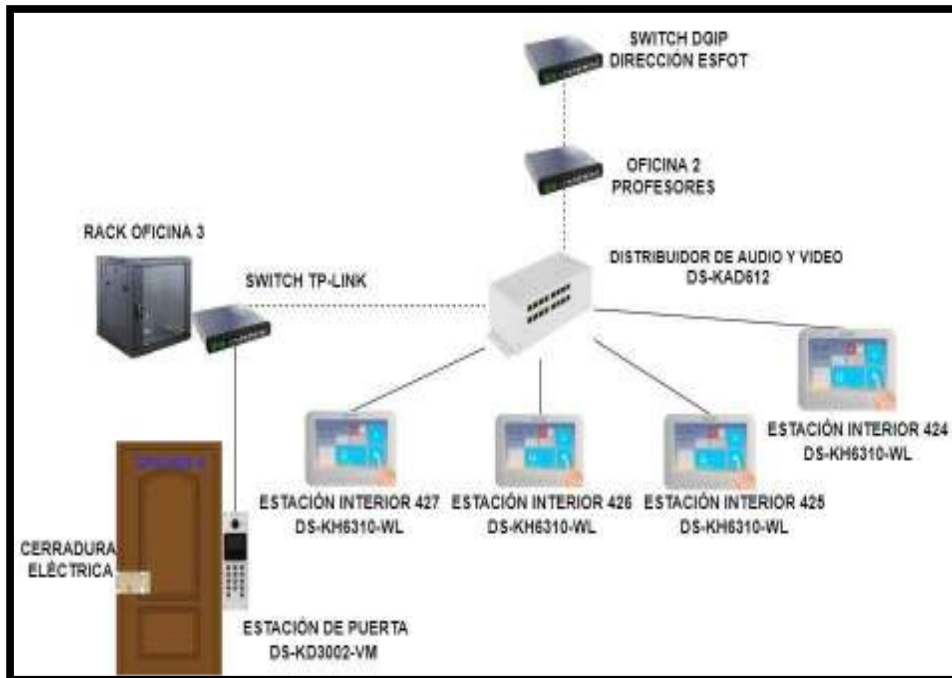 SWITCH DGIP
DIRECCIÓN ESFOT
OFICINA 2
PROFESORES
RACK OFICINA 3
SWITCH TP-LINK
DISTRIBUIDOR DE AUDIO Y VIDEO
DS-KAD612
ESTACIÓN INTERIOR 424
DS-KH6310-WL
ESTACIÓN INTERIOR 427
DS-KH6310-WL
ESTACIÓN INTERIOR 426
DS-KH6310-WL
ESTACIÓN INTERIOR 425
DS-KH6310-WL
CERRADURA
ELÉCTRICA
ESTACIÓN DE PUERTA
DS-KD3002-VM